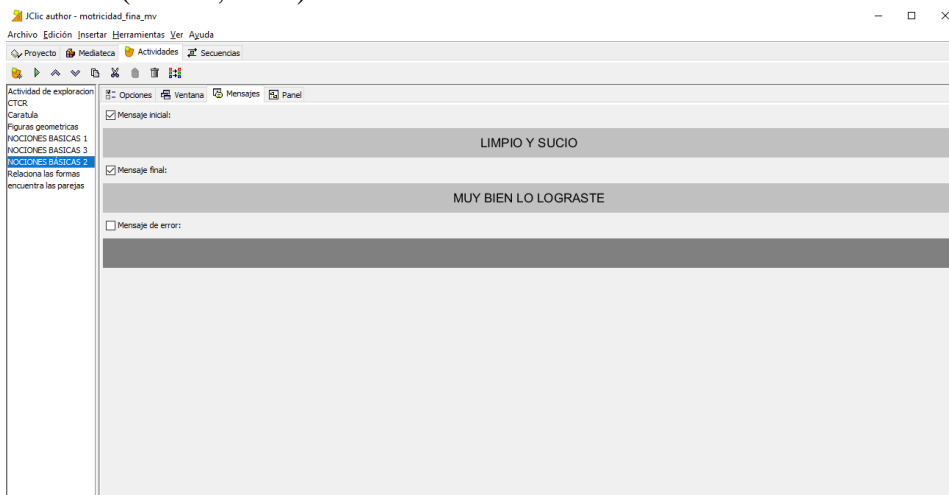 JClic author - motricidad_fina_mv
Archivo Edición Insertar Herramientas Ver Ayuda
Proyecto Mediateca Actividades Secuencias
Actividad de exploracion
CTCR
Caratula
Figuras geometricas
NOCIONES BASICAS 1
NOCIONES BASICAS 3
NOCIONES BÁSICAS 2
Relaciona las formas
encuentra las parejas
Opciones Ventana Mensajes Panel
Mensaje inicial:
LIMPIO Y SUCIO
Mensaje final:
MUY BIEN LO LOGRASTE
Mensaje de error: